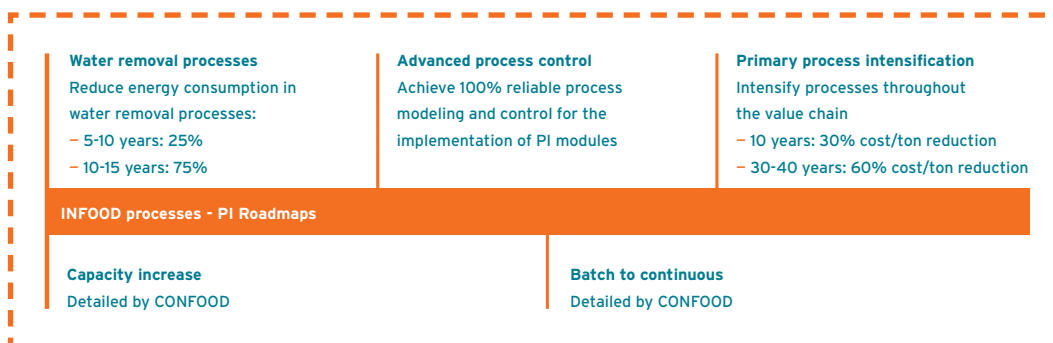 Water removal processes
Reduce energy consumption in
water removal processes:
– 5-10 years: 25%
– 10-15 years: 75%
Advanced process control
Achieve 100% reliable process
modeling and control for the
implementation of PI modules
Primary process intensification
Intensify processes throughout
the value chain
– 10 years: 30% cost/ton reduction
– 30-40 years: 60% cost/ton reduction
INFOOD processes - PI Roadmaps
Capacity increase
Detailed by CONFOOD
Batch to continuous
Detailed by CONFOOD